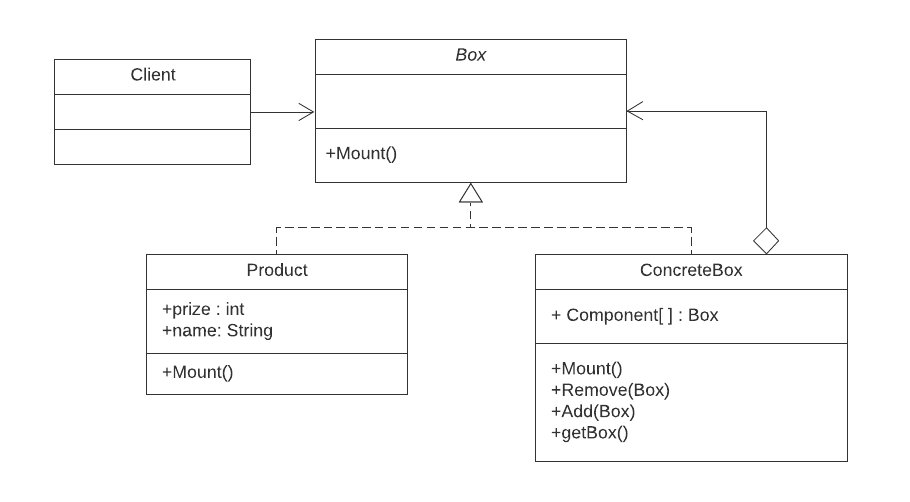 Client
Box
+Mount()
Product
+prize : int
+name: String
+Mount()
ConcreteBox
+ Component[ ] : Box
+Mount()
+Remove(Box)
+Add(Box)
+getBox()